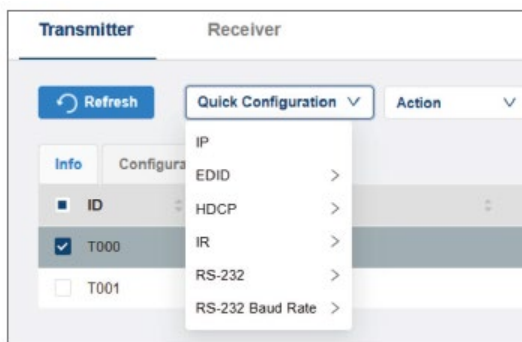 Transmitter Receiver
Refresh Quick Configuration Action
IP
Info Configura
EDID
ID HDCP
T000 IR
RS-232
T001
RS-232 Baud Rate